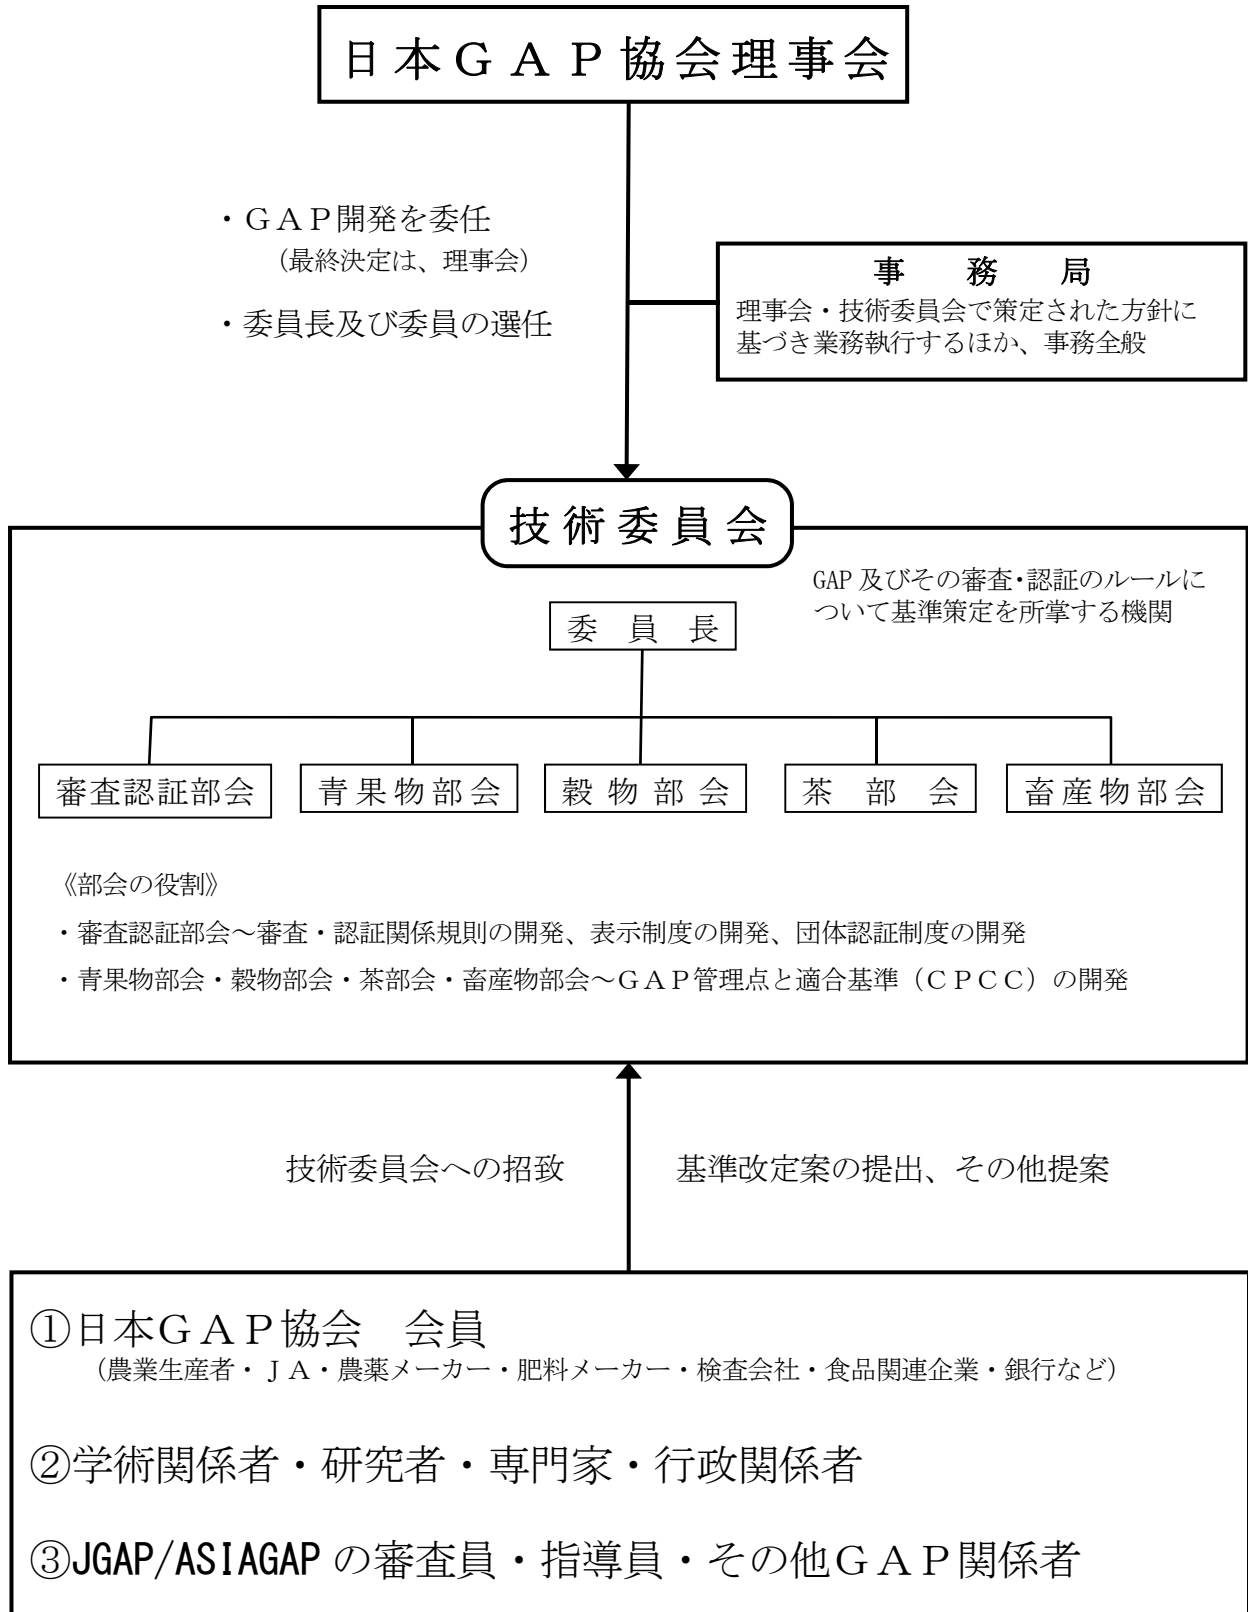 日本ＧＡＰ協会理事会
・ＧＡＰ開発を委任
（最終決定は、理事会）
・委員長及び委員の選任
事　務　局
理事会・技術委員会で策定された方針に
基づき業務執行するほか、事務全般
技術委員会
GAP 及びその審査・認証のルールに
ついて基準策定を所掌する機関
委　員　長
審査認証部会
青果物部会
穀物部会
茶　部　会
畜産物部会
《部会の役割》
・審査認証部会～審査・認証関係規則の開発、表示制度の開発、団体認証制度の開発
・青果物部会・穀物部会・茶部会・畜産物部会～ＧＡＰ管理点と適合基準（ＣＰＣＣ）の開発
技術委員会への招致
基準改定案の提出、その他提案
①日本ＧＡＰ協会　会員
（農業生産者・ＪＡ・農薬メーカー・肥料メーカー・検査会社・食品関連企業・銀行など）
②学術関係者・研究者・専門家・行政関係者
③JGAP/ASIAGAP の審査員・指導員・その他ＧＡＰ関係者